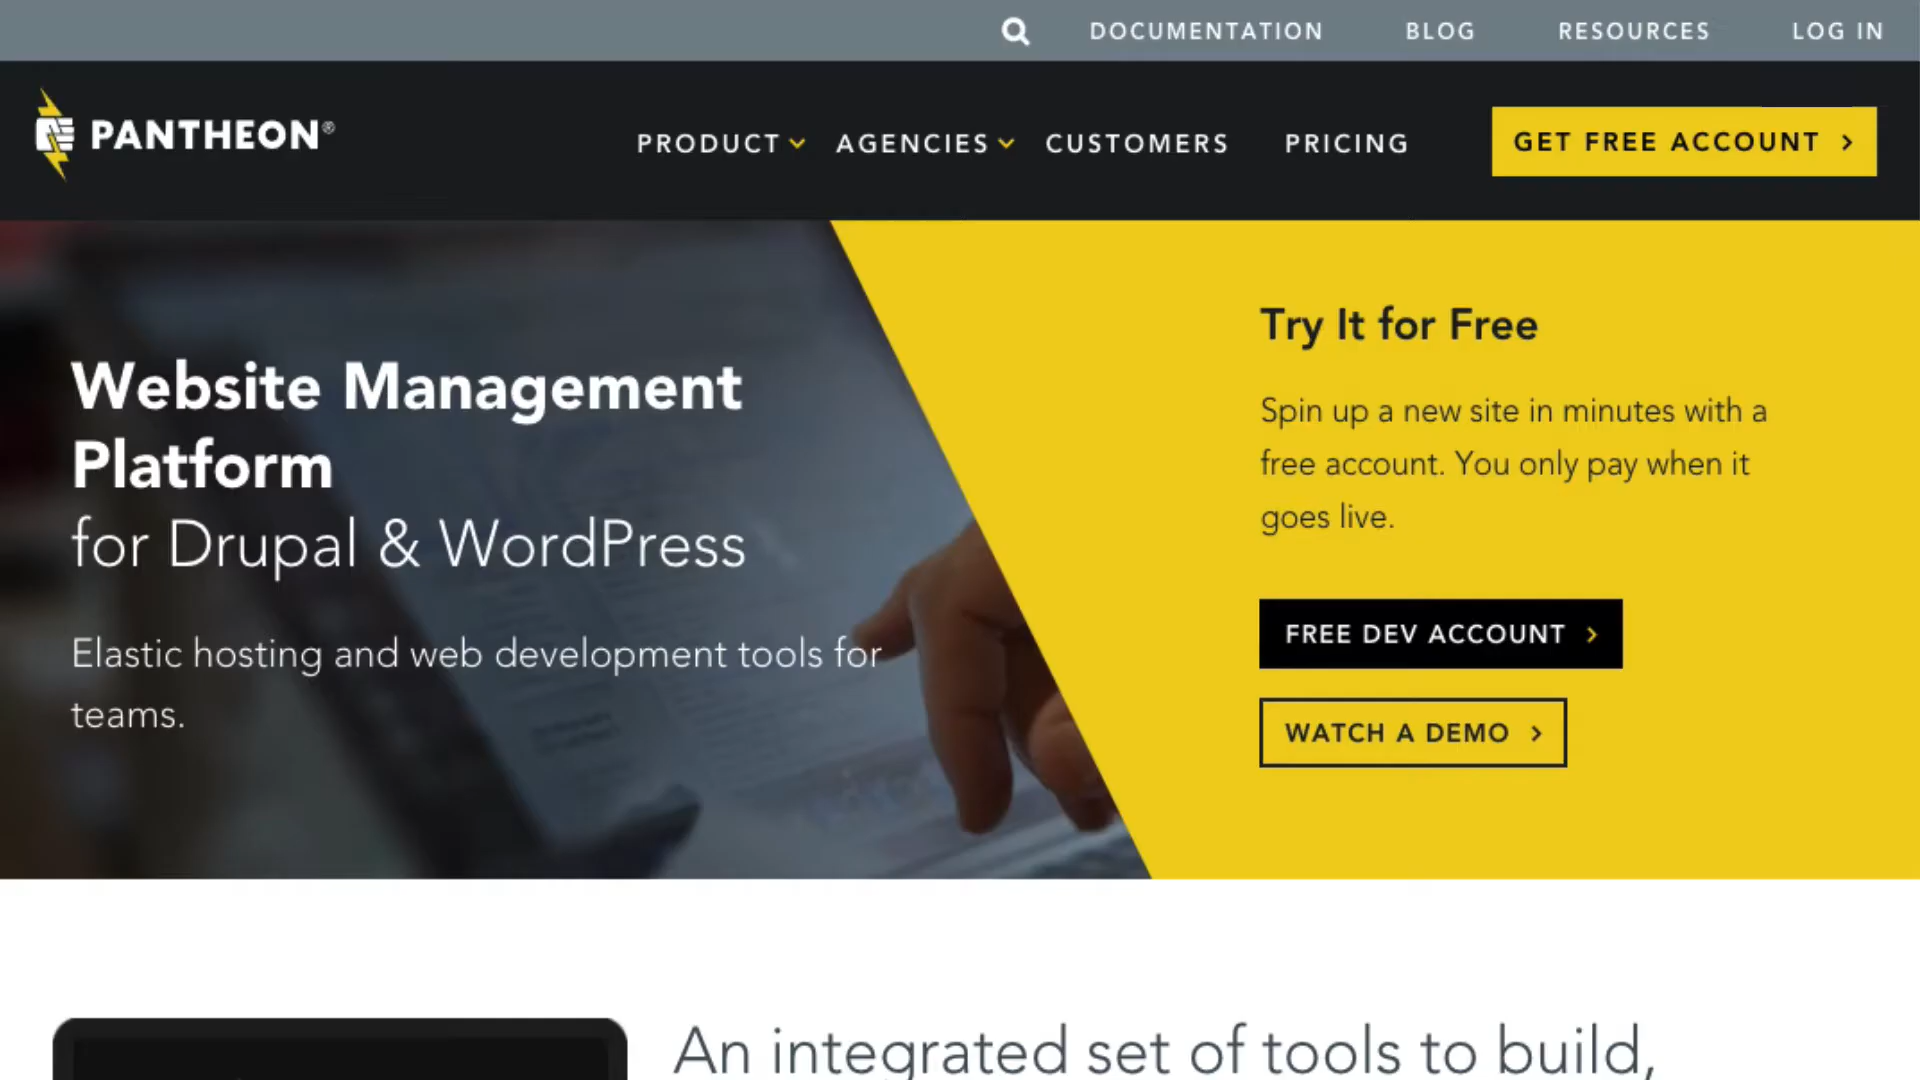 DOCUMENTATION BLOG RESOURCES LOG IN
PANTHEON®
PRODUCT AGENCIES CUSTOMERS PRICING GET FREE ACCOUNT
Website Management
Platform
for Drupal & WordPress
Elastic hosting and web development tools for
teams.
Try It for Free
Spin up a new site in minutes with a
free account. You only pay when it
goes live.
FREE DEV ACCOUNT
WATCH A DEMO
An integrated set of tools to build,